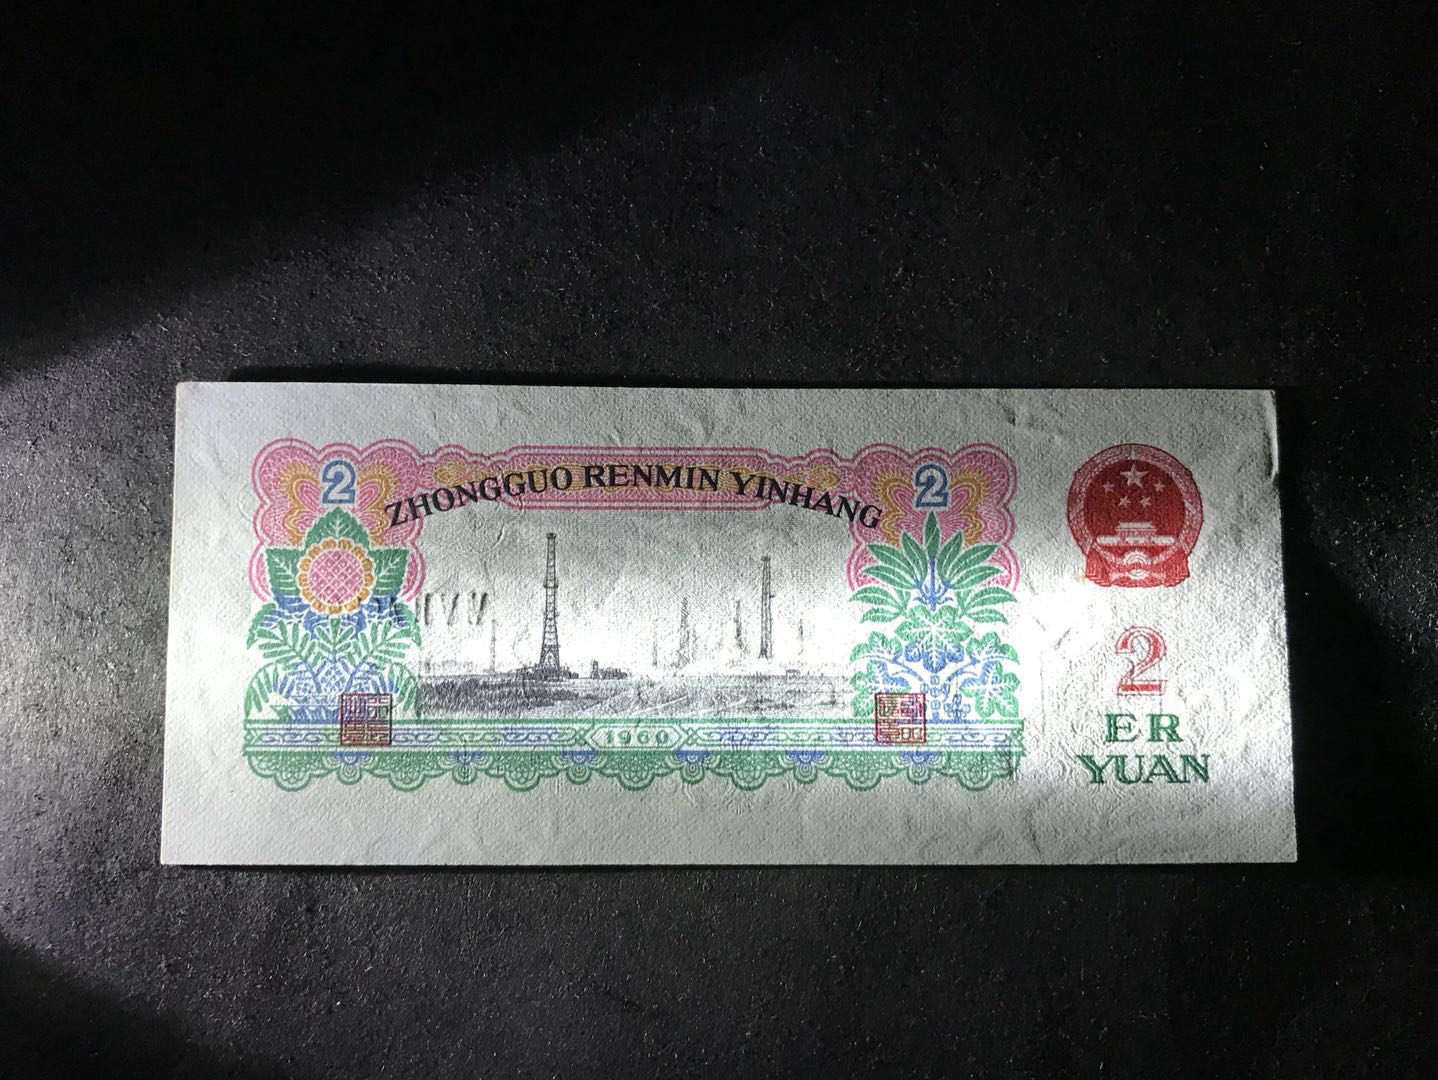 2
ZHONGGUO RENMIN YINHANG
2
1960
2
ER
YUAN